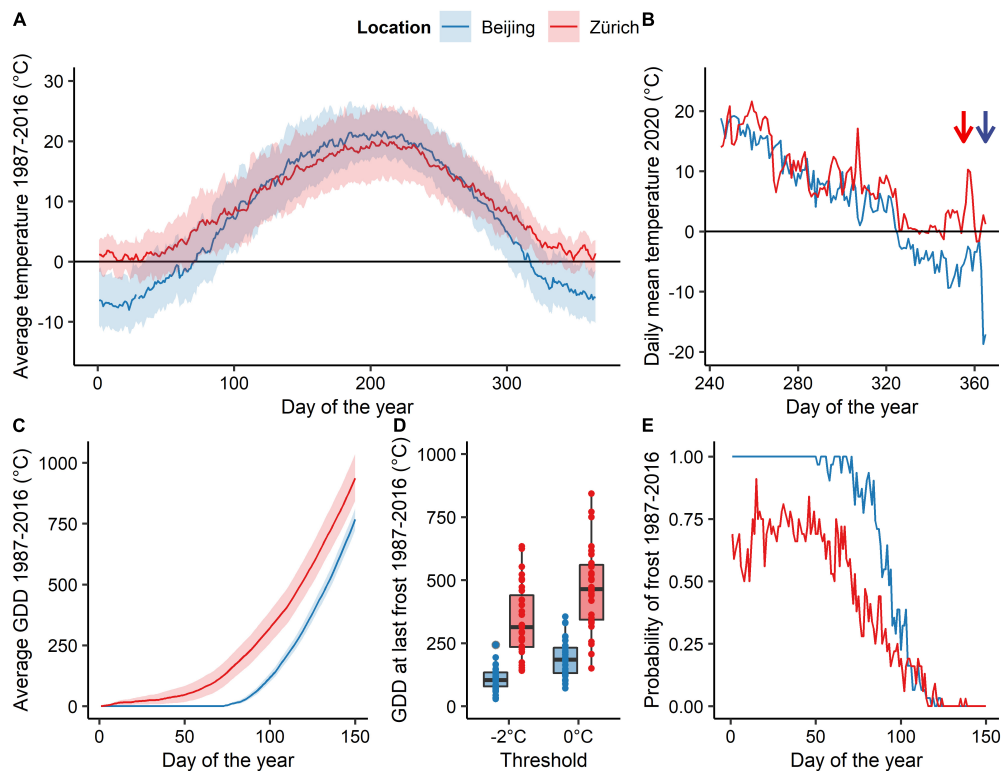 A
Location Beijing Zürich
B
Average temperature 1987-2016 (°C)
30
20
10
0
-10
0 100 200 300
Day of the year
Daily mean temperature 2020 (°C)
20
10
0
-10
-20
240 280 320 360
Day of the year
C
Average GDD 1987-2016 (°C)
1000
750
500
250
0
0 50 100 150
Day of the year
D
GDD at last frost 1987-2016 (°C)
1000
750
500
250
0
-2°C 0°C
Threshold
E
Probability of frost 1987-2016
1.00
0.75
0.50
0.25
0.00
0 50 100 150
Day of the year